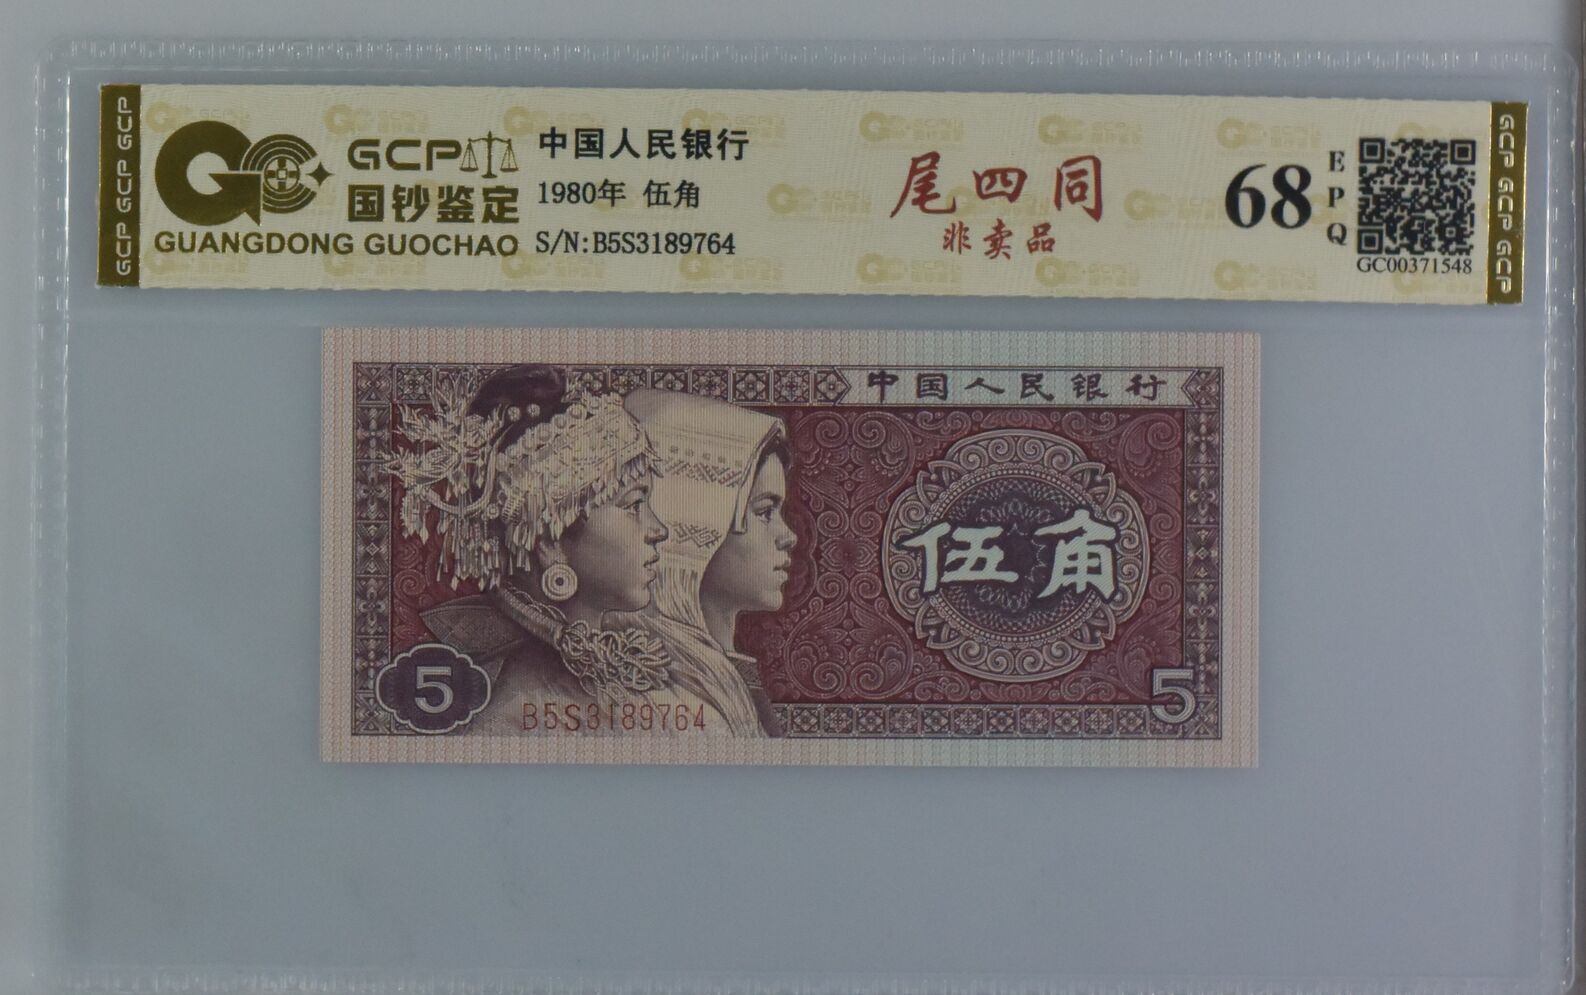 GCP GCP GCP
GCP
国钞鉴定
GUANGDONG GUOCHAO
中国人民银行
1980年 伍角
S/N:B5S3189764
尾四同
非卖品
68
EPQ
GC00371548
GCP GCP GCP
中国人民银行
伍角
5
B5S3189764
5